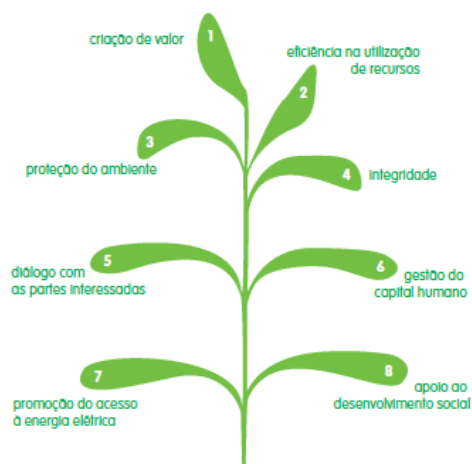 1
criação de valor
2
eficiência na utilização
de recursos
3
proteção do ambiente
4
integridade
5
diálogo com
as partes interessadas
6
gestão do
capital humano
7
promoção do acesso
à energia elétrica
8
apoio ao
desenvolvimento social